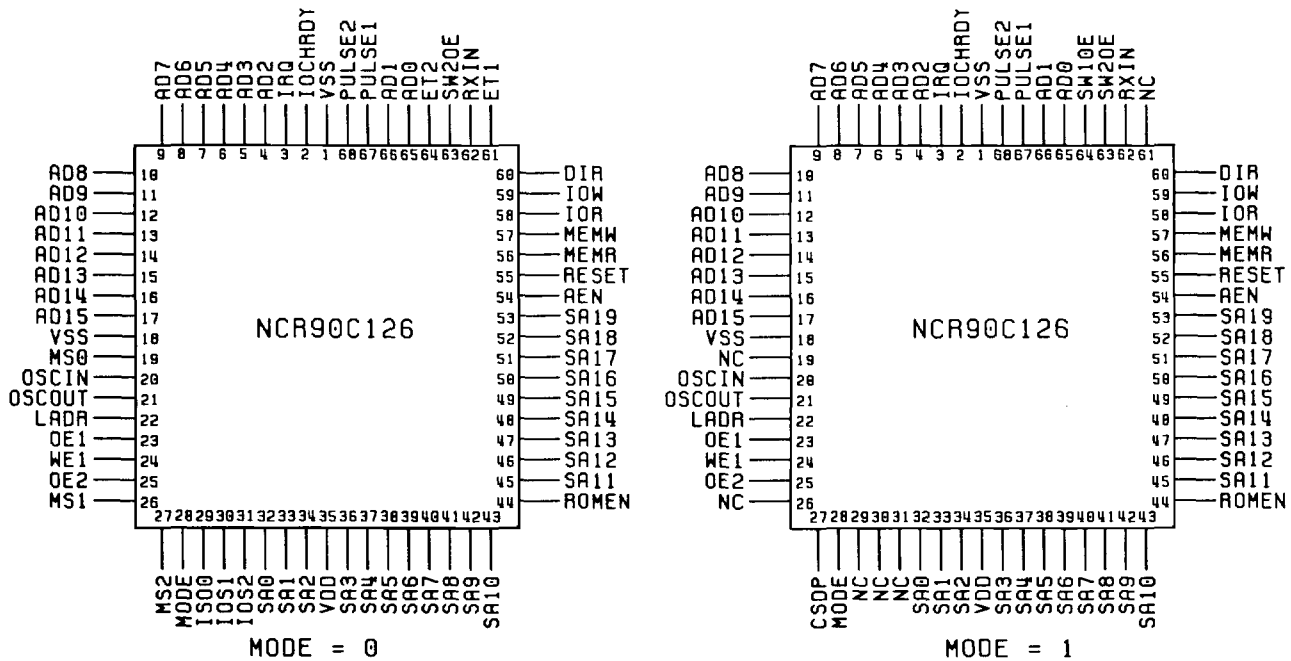 AD7 AD6 AD5 AD4 AD3 AD2 IRQ IOCHRDY VSS PULSE2 PULSE1 AD1 AD0 ET2 SW2OE RXIN ET1
9 8 7 6 5 4 3 2 1 68 67 66 65 64 63 62 61
AD8 10 60 DIR
AD9 11 59 IOW
AD10 12 58 IOR
AD11 13 57 MEMW
AD12 14 56 MEMR
AD13 15 55 RESET
AD14 16 54 AEN
AD15 17 53 SA19
VSS 18 52 SA18
MS0 19 51 SA17
OSCIN 20 50 SA16
OSCOUT 21 49 SA15
LADR 22 48 SA14
OE1 23 47 SA13
WE1 24 46 SA12
OE2 25 45 SA11
MS1 26 44 ROMEN
NCR90C126
27 28 29 30 31 32 33 34 35 36 37 38 39 40 41 42 43
MS2 MODE ISO0 IOS1 IOS2 SA0 SA1 SA2 VDD SA3 SA4 SA5 SA6 SA7 SA8 SA9 SA10
MODE = 0
AD7 AD6 AD5 AD4 AD3 AD2 IRQ IOCHRDY VSS PULSE2 PULSE1 AD1 AD0 SW1OE SW2OE RXIN NC
9 8 7 6 5 4 3 2 1 68 67 66 65 64 63 62 61
AD8 10 60 DIR
AD9 11 59 IOW
AD10 12 58 IOR
AD11 13 57 MEMW
AD12 14 56 MEMR
AD13 15 55 RESET
AD14 16 54 AEN
AD15 17 53 SA19
VSS 18 52 SA18
NC 19 51 SA17
OSCIN 20 50 SA16
OSCOUT 21 49 SA15
LADR 22 48 SA14
OE1 23 47 SA13
WE1 24 46 SA12
OE2 25 45 SA11
NC 26 44 ROMEN
NCR90C126
27 28 29 30 31 32 33 34 35 36 37 38 39 40 41 42 43
CSDP MODE NC NC NC SA0 SA1 SA2 VDD SA3 SA4 SA5 SA6 SA7 SA8 SA9 SA10
MODE = 1